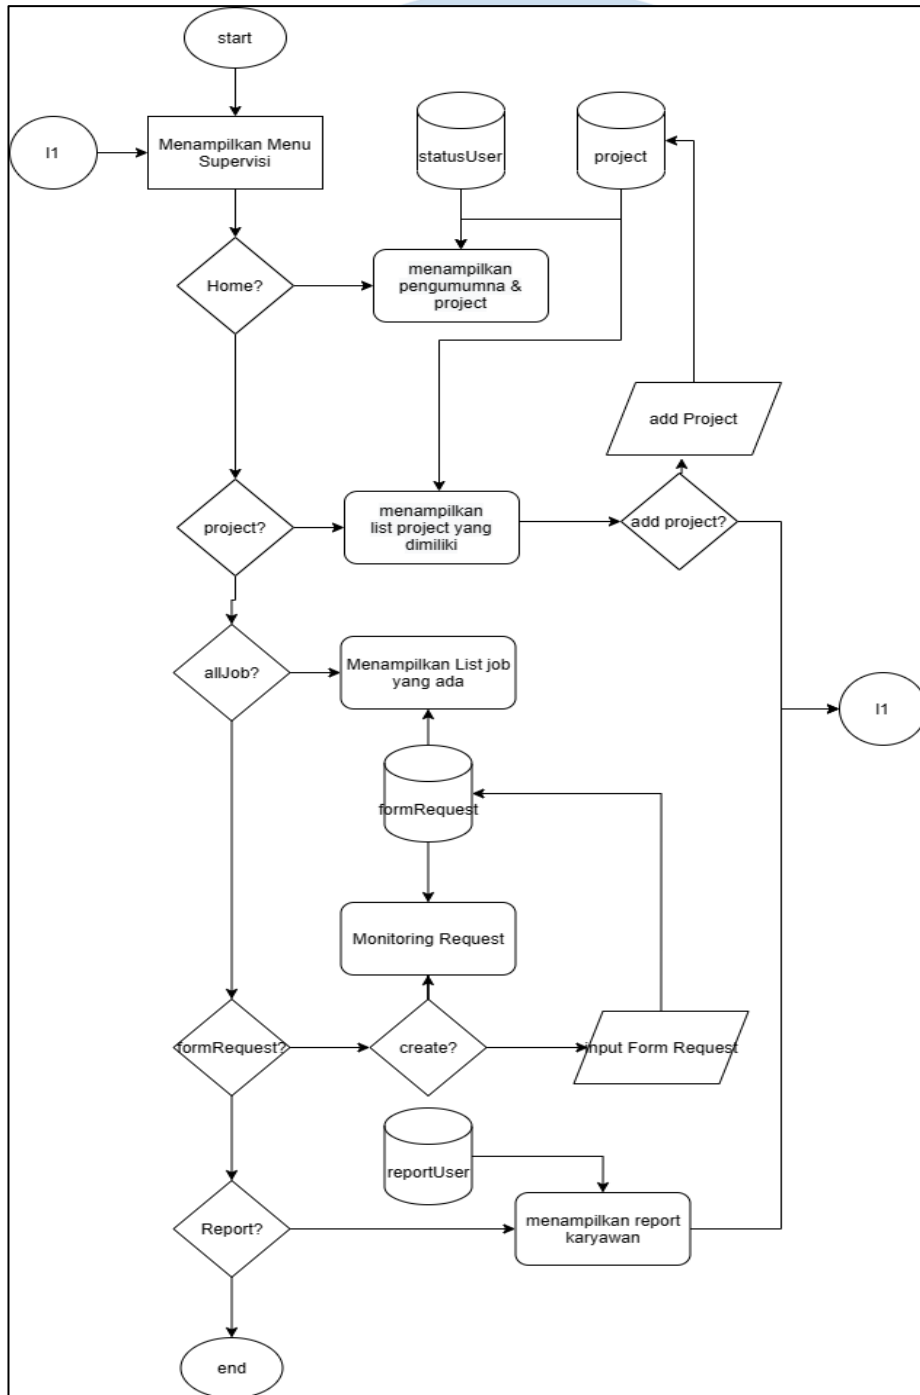 start
I1
Menampilkan Menu
Supervisi
statusUser
project
Home?
menampilkan
pengumumna &
project
add Project
project?
menampilkan
list project yang
dimiliki
add project?
allJob?
Menampilkan List job
yang ada
I1
formRequest
Monitoring Request
formRequest?
create?
input Form Request
reportUser
Report?
menampilkan report
karyawan
end